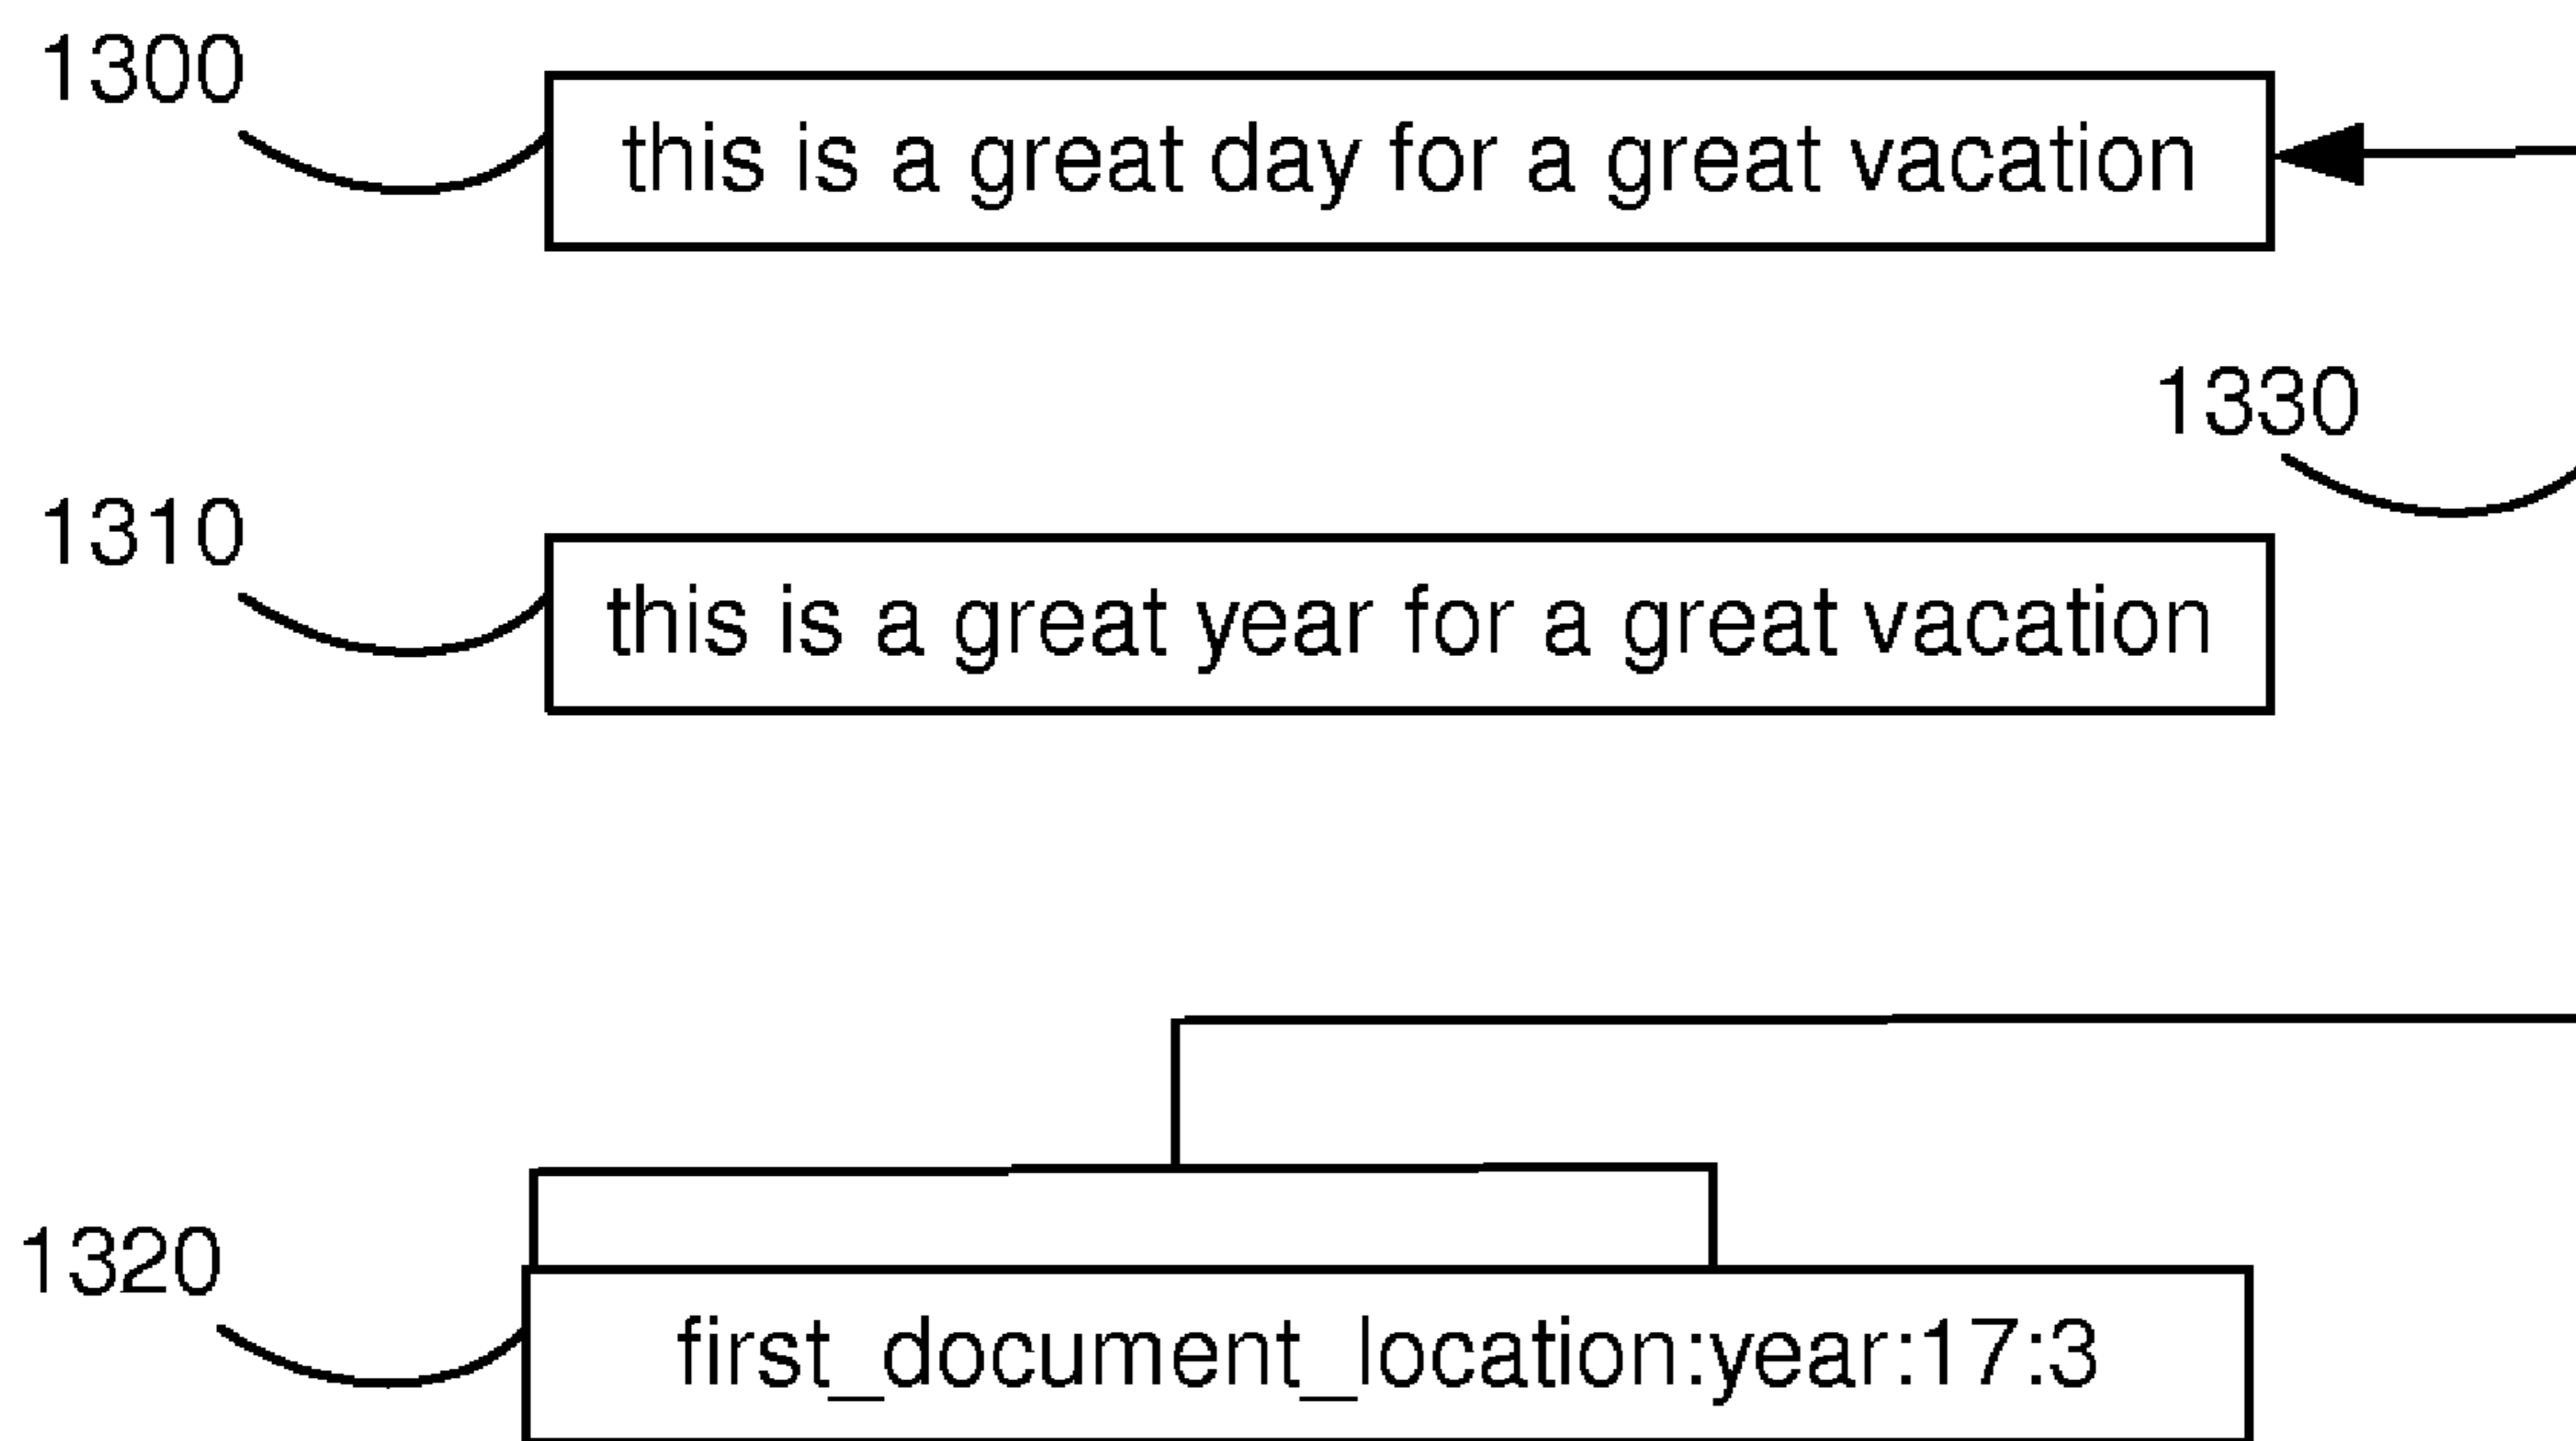 1300
this is a great day for a great vacation
1330
1310
this is a great year for a great vacation
1320
first_document_location:year:17:3